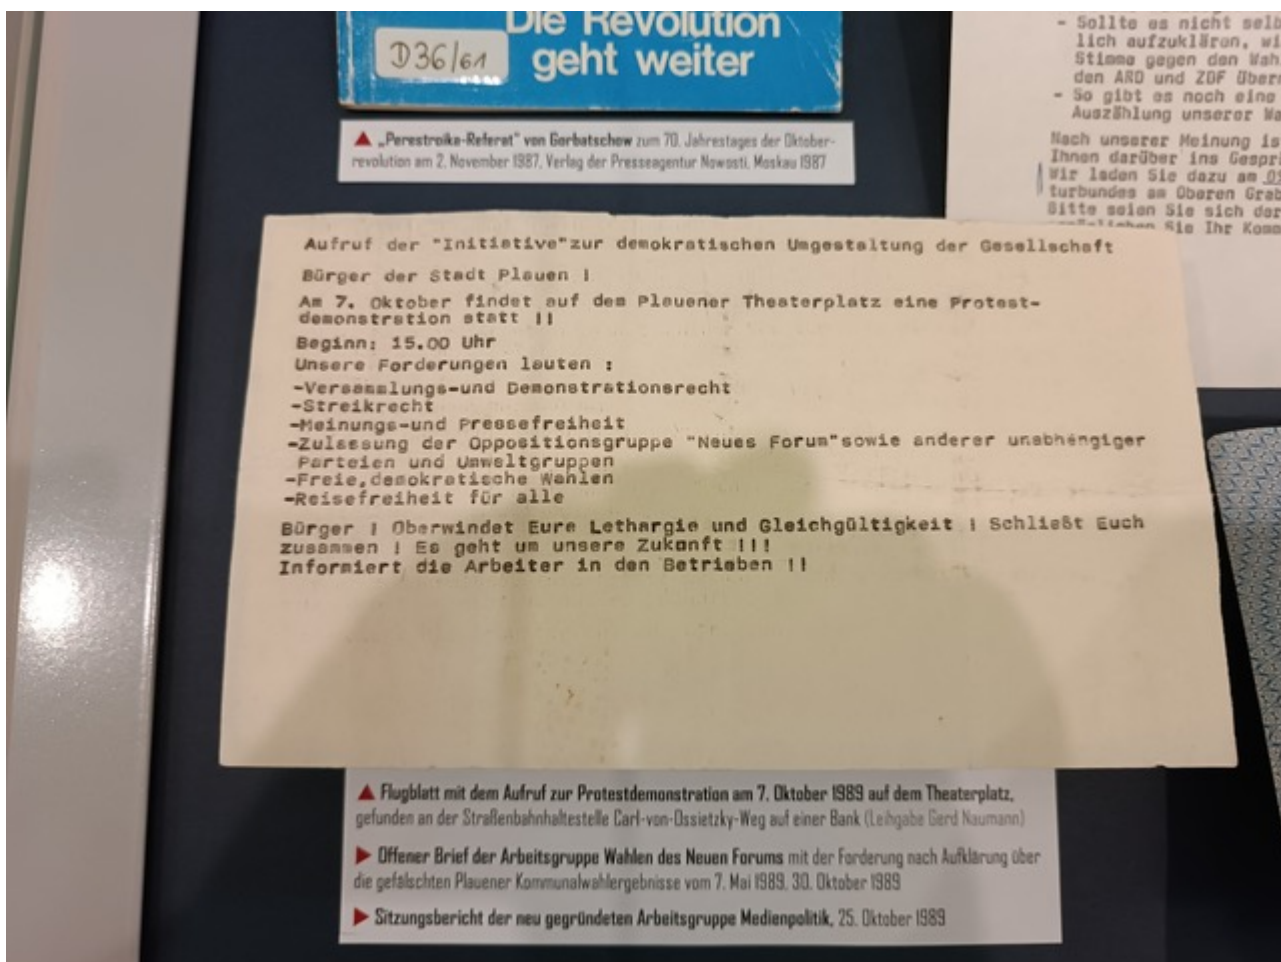 Die Revolution
geht weiter
D36/61
▲ „Perestroika-Referat" von Gorbatschow zum 70. Jahrestages der Oktober-
revolution am 2. November 1987, Verlag der Presseagentur Nowosti, Moskau 1987
- Sollte es nicht
lich aufzuklären,
Stimme gegen den
den ARD und ZDF
- So gibt es noch eine
Auszählung unserer
Nach unserer Meinung
Ihnen darüber ins
Wir laden Sie dazu am
turbundes am Oberen
Bitte seien Sie sich
Sie Ihr
Aufruf der "Initiative"zur demokratischen Umgestaltung der Gesellschaft
Bürger der Stadt Plauen !
Am 7. Oktober findet auf dem Plauener Theaterplatz eine Protest-
demonstration statt !!
Beginn: 15.00 Uhr
Unsere Forderungen lauten :
-Versammlungs-und Demonstrationsrecht
-Streikrecht
-Meinungs-und Pressefreiheit
-Zulassung der Oppositionsgruppe "Neues Forum"sowie anderer unabhängiger
Parteien und Umweltgruppen
-Freie,demokratische Wahlen
-Reisefreiheit für alle
Bürger ! Überwindet Eure Lethargie und Gleichgültigkeit ! Schließt Euch
zusammen ! Es geht um unsere Zukunft !!!
Informiert die Arbeiter in den Betrieben !!
▲ Flugblatt mit dem Aufruf zur Protestdemonstration am 7. Oktober 1989 auf dem Theaterplatz,
gefunden an der Straßenbahnhaltestelle Carl-von-Ossietzky-Weg auf einer Bank (Leihgabe Gerd Naumann)
▶ Offener Brief der Arbeitsgruppe Wahlen des Neuen Forums mit der Forderung nach Aufklärung über
die gefälschten Plauener Kommunalwahlergebnisse vom 7. Mai 1989, 30. Oktober 1989
▶ Sitzungsbericht der neu gegründeten Arbeitsgruppe Medienpolitik, 25. Oktober 1989